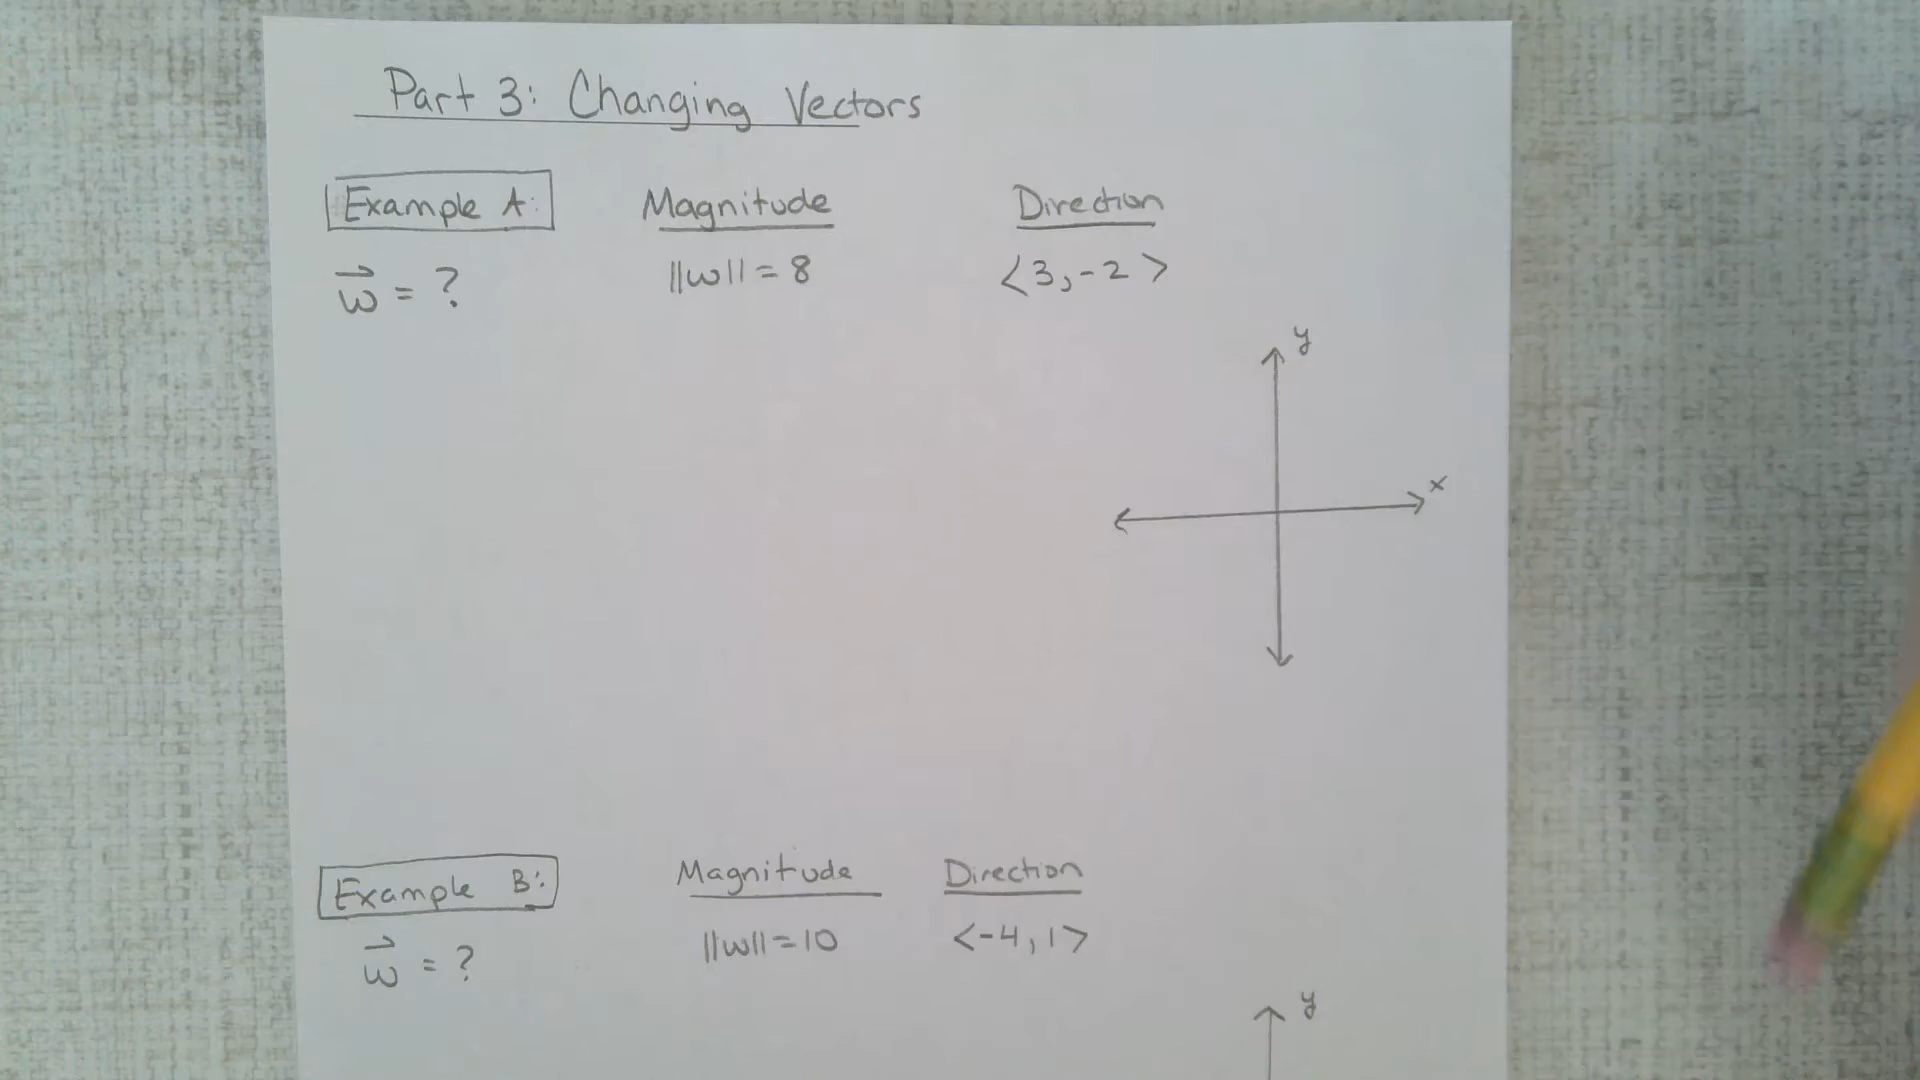 Part 3: Changing Vectors
Example A: Magnitude Direction
w⃗ = ? ||w|| = 8 <3, -2>
y
x
Example B: Magnitude Direction
w⃗ = ? ||w|| = 10 <-4, 1>
y